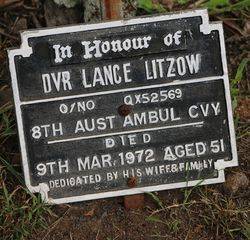 In Honour of
DVR LANCE LITZOW
O/NO QX52569
8TH AUST AMBUL CVY
DIED
9TH MAR, 1972 AGED 51
DEDICATED BY HIS WIFE & FAMILY